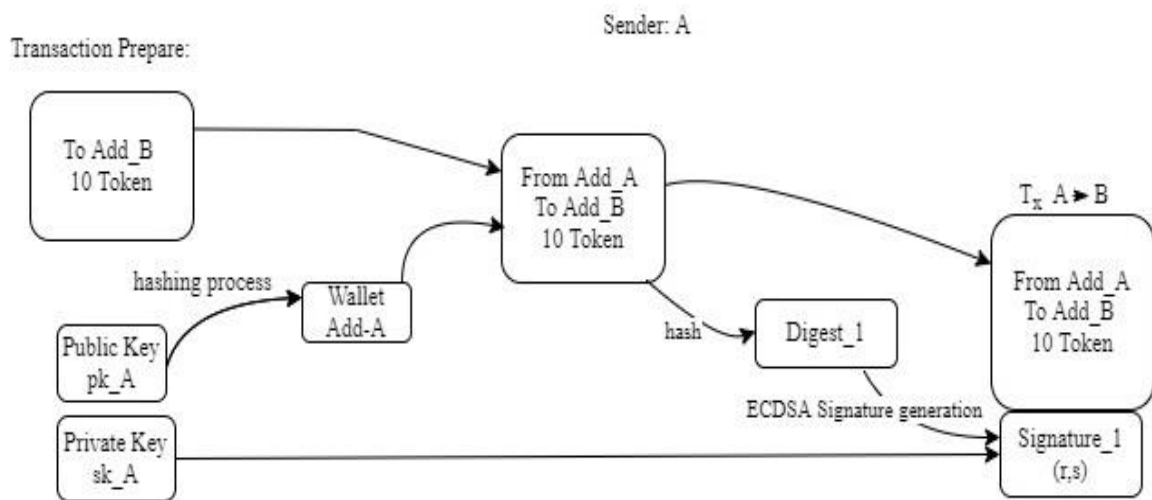 Sender: A
Transaction Prepare:
To Add_B
10 Token
From Add_A
To Add_B
10 Token
Tx A ➤ B
From Add_A
To Add_B
10 Token
hashing process
Wallet
Add-A
Public Key
pk_A
hash
Digest_1
ECDSA Signature generation
Private Key
sk_A
Signature_1
(r,s)